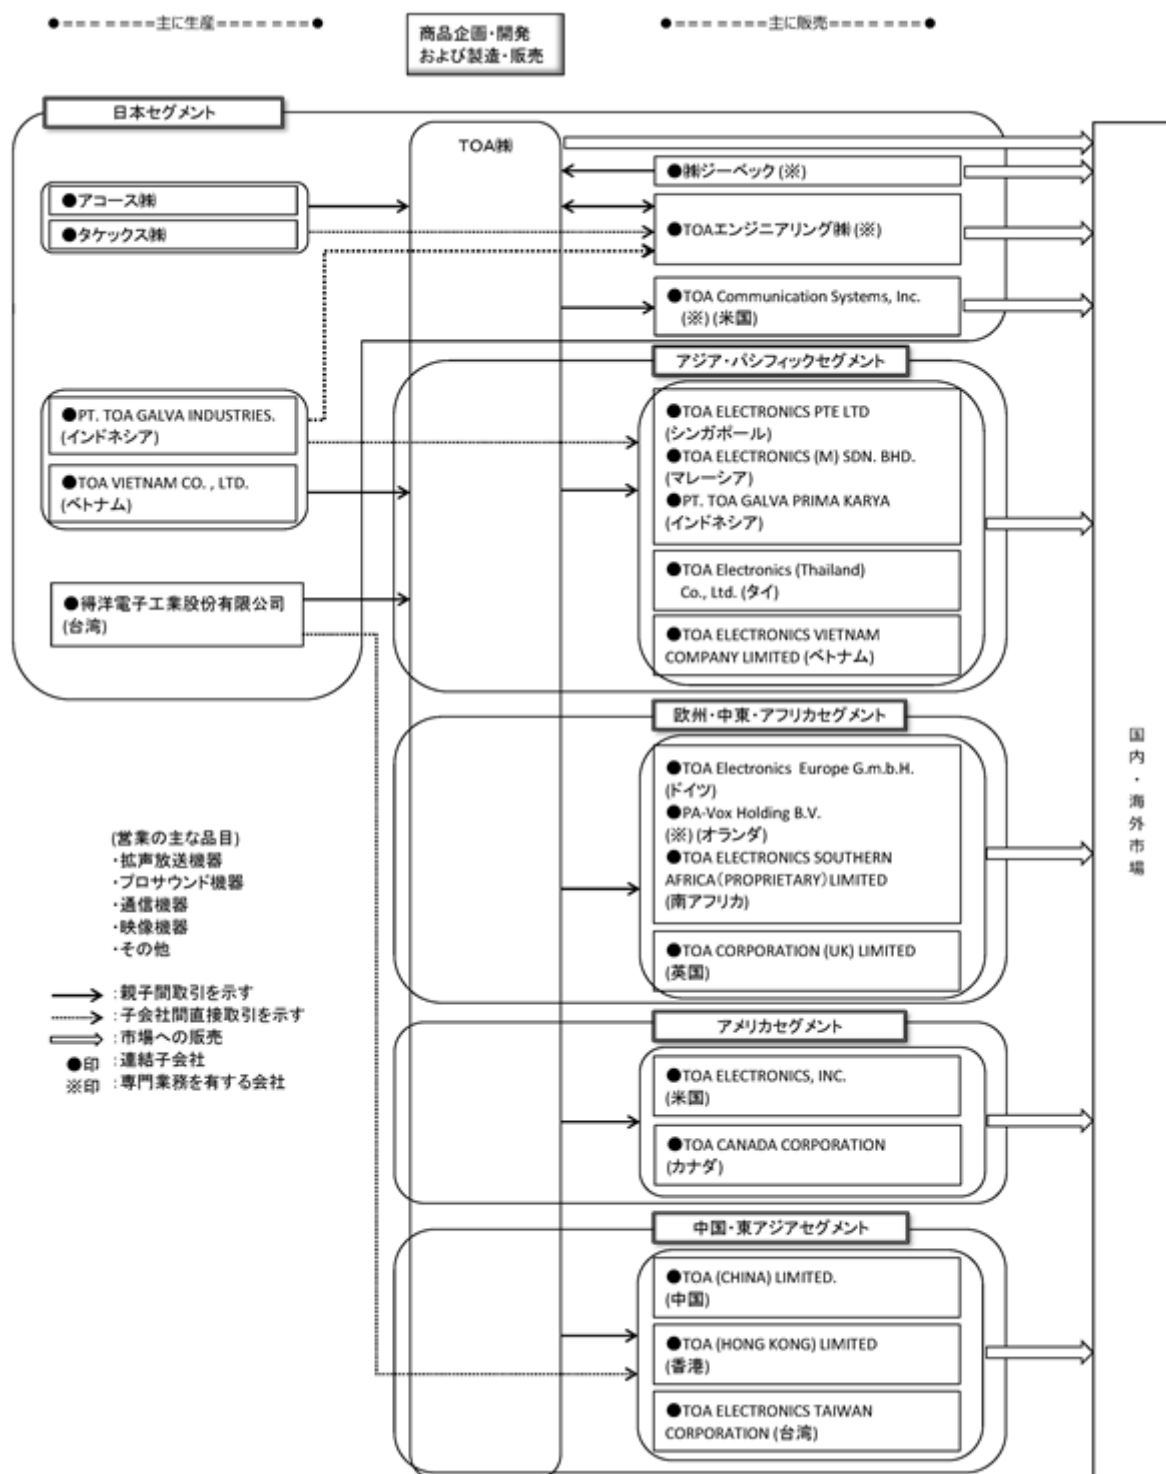 ●=======主に生産=======●
商品企画・開発
および製造・販売
●=======主に販売=======●
日本セグメント
TOA㈱
●アコース㈱
●タケックス㈱
●㈱ジーベック(※)
●TOAエンジニアリング㈱(※)
●TOA Communication Systems, Inc.
(※)(米国)
●PT. TOA GALVA INDUSTRIES.
(インドネシア)
●TOA VIETNAM CO. , LTD.
(ベトナム)
●得洋電子工業股份有限公司
(台湾)
アジア・パシフィックセグメント
●TOA ELECTRONICS PTE LTD
(シンガポール)
●TOA ELECTRONICS (M) SDN. BHD.
(マレーシア)
●PT. TOA GALVA PRIMA KARYA
(インドネシア)
●TOA Electronics (Thailand)
Co., Ltd. (タイ)
●TOA ELECTRONICS VIETNAM
COMPANY LIMITED (ベトナム)
欧州・中東・アフリカセグメント
●TOA Electronics Europe G.m.b.H.
(ドイツ)
●PA-Vox Holding B.V.
(※)(オランダ)
●TOA ELECTRONICS SOUTHERN
AFRICA(PROPRIETARY)LIMITED
(南アフリカ)
●TOA CORPORATION (UK) LIMITED
(英国)
アメリカセグメント
●TOA ELECTRONICS, INC.
(米国)
●TOA CANADA CORPORATION
(カナダ)
中国・東アジアセグメント
●TOA (CHINA) LIMITED.
(中国)
●TOA (HONG KONG) LIMITED
(香港)
●TOA ELECTRONICS TAIWAN
CORPORATION (台湾)
国内・海外市場
(営業の主な品目)
・拡声放送機器
・プロサウンド機器
・通信機器
・映像機器
・その他
:親子間取引を示す
:子会社間直接取引を示す
:市場への販売
●印 :連結子会社
※印 :専門業務を有する会社